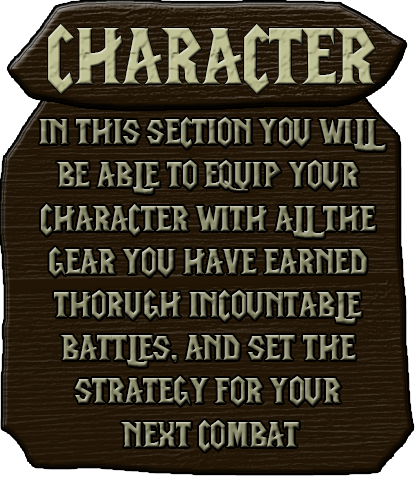 CHARACTER
IN THIS SECTION YOU WILL
BE ABLE TO EQUIP YOUR
CHARACTER WITH ALL THE
GEAR YOU HAVE EARNED
THORUGH INCOUNTABLE
BATTLES, AND SET THE
STRATEGY FOR YOUR
NEXT COMBAT